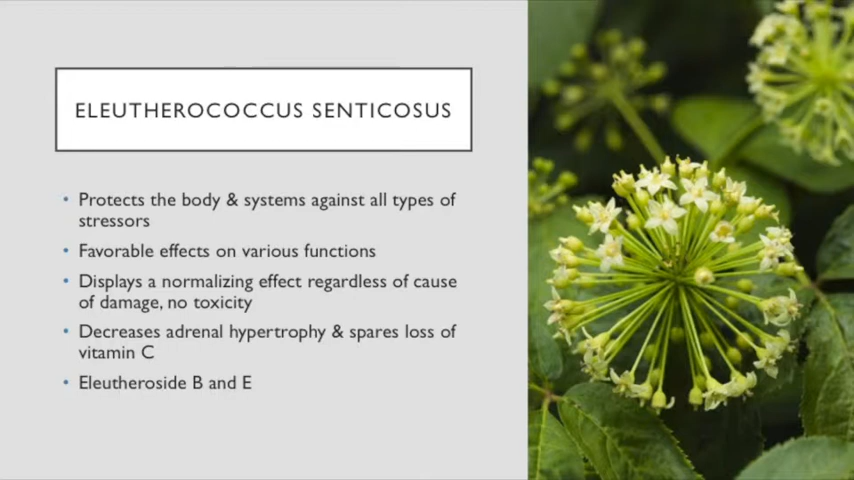 ELEUTHEROCOCCUS SENTICOSUS
• Protects the body & systems against all types of
stressors
• Favorable effects on various functions
• Displays a normalizing effect regardless of cause
of damage, no toxicity
• Decreases adrenal hypertrophy & spares loss of
vitamin C
• Eleutheroside B and E